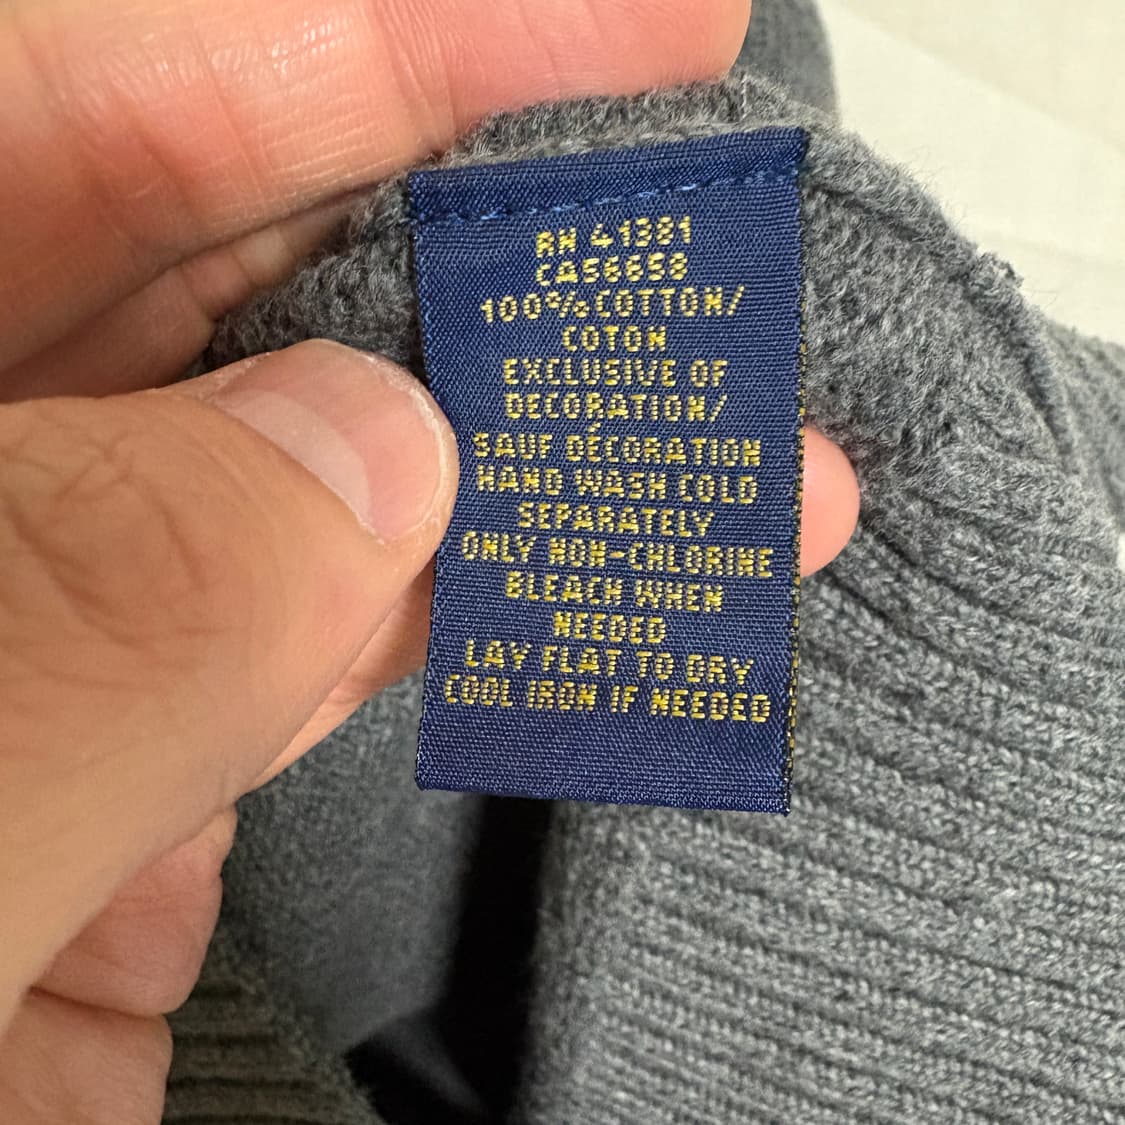 RN 41381
CA56658
100% COTTON/
COTON
EXCLUSIVE OF
DECORATION/
SAUF DÉCORATION
HAND WASH COLD
SEPARATELY
ONLY NON-CHLORINE
BLEACH WHEN
NEEDED
LAY FLAT TO DRY
COOL IRON IF NEEDED